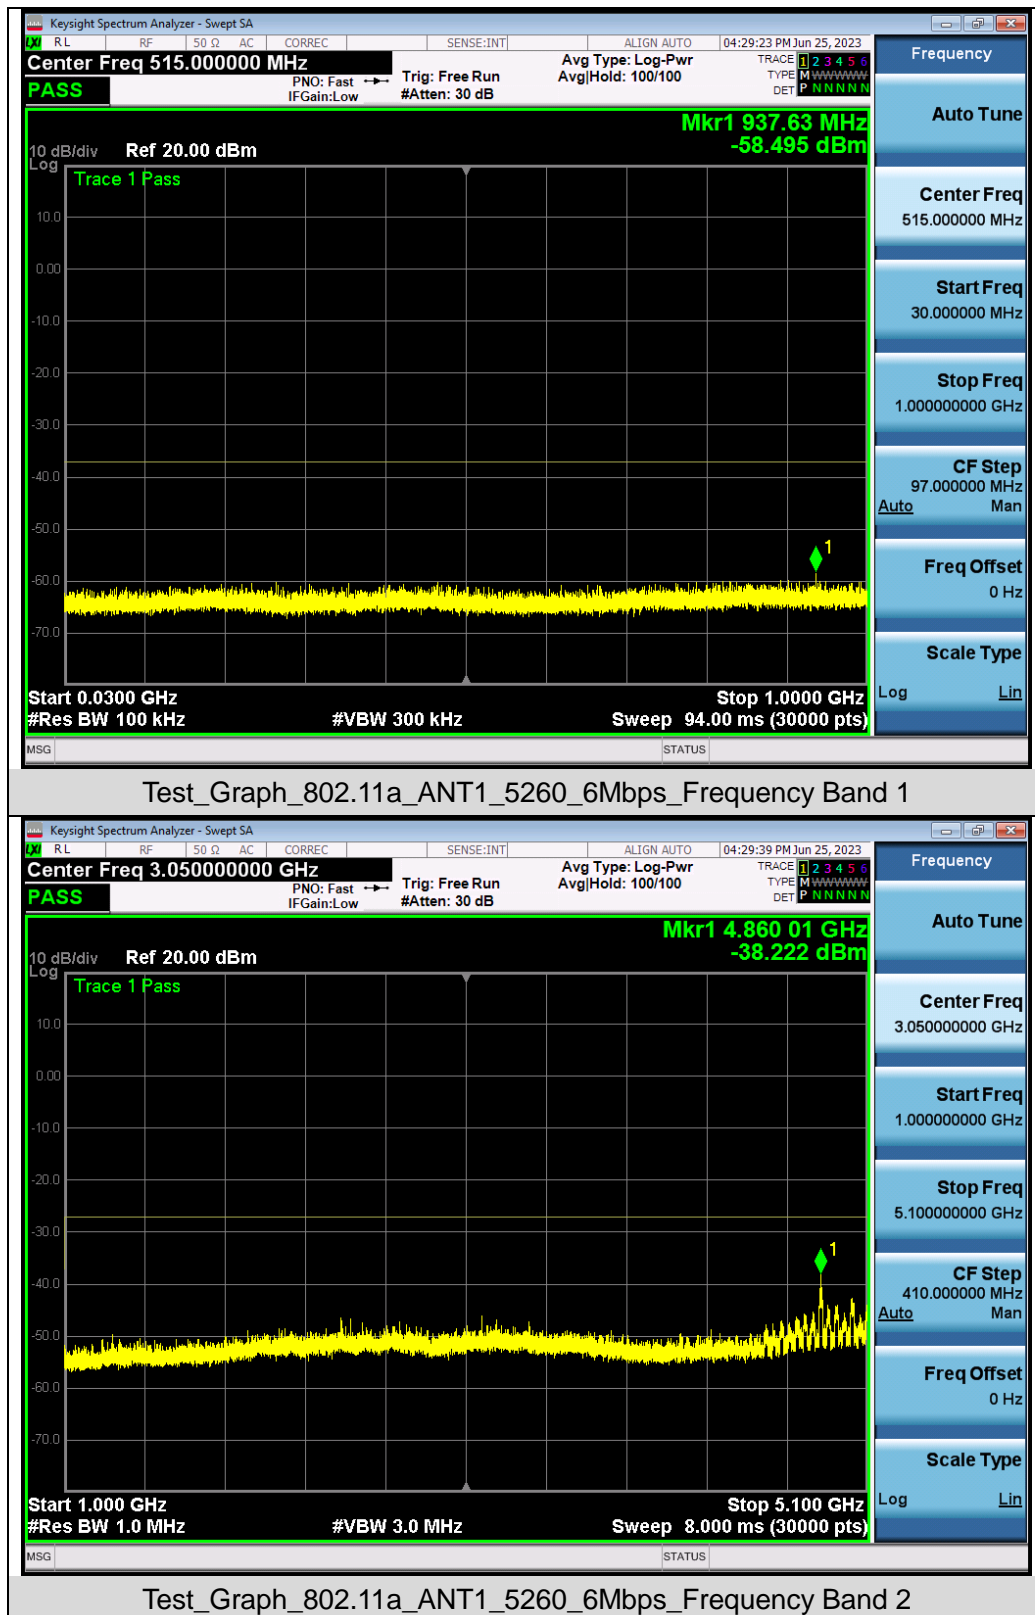 Keysight Spectrum Analyzer - Swept SA
LXI RL RF 50 Ω AC CORREC SENSE:INT ALIGN AUTO 04:29:23 PM Jun 25, 2023
Center Freq 515.000000 MHz
PASS
PNO: Fast
IFGain:Low
Trig: Free Run
#Atten: 30 dB
Avg Type: Log-Pwr
Avg|Hold: 100/100
TRACE 1 2 3 4 5 6
TYPE M WWWWW
DET P N N N N N
Mkr1 937.63 MHz
-58.495 dBm
10 dB/div Ref 20.00 dBm
Log
Trace 1 Pass
10.0
0.00
-10.0
-20.0
-30.0
-40.0
-50.0
-60.0
-70.0
1
Start 0.0300 GHz Stop 1.0000 GHz
#Res BW 100 kHz #VBW 300 kHz Sweep 94.00 ms (30000 pts)
MSG STATUS
Frequency
Auto Tune
Center Freq
515.000000 MHz
Start Freq
30.000000 MHz
Stop Freq
1.000000000 GHz
CF Step
97.000000 MHz
Auto Man
Freq Offset
0 Hz
Scale Type
Log Lin
Test_Graph_802.11a_ANT1_5260_6Mbps_Frequency Band 1
Keysight Spectrum Analyzer - Swept SA
LXI RL RF 50 Ω AC CORREC SENSE:INT ALIGN AUTO 04:29:39 PM Jun 25, 2023
Center Freq 3.050000000 GHz
PASS
PNO: Fast
IFGain:Low
Trig: Free Run
#Atten: 30 dB
Avg Type: Log-Pwr
Avg|Hold: 100/100
TRACE 1 2 3 4 5 6
TYPE M WWWWW
DET P N N N N N
Mkr1 4.860 01 GHz
-38.222 dBm
10 dB/div Ref 20.00 dBm
Log
Trace 1 Pass
10.0
0.00
-10.0
-20.0
-30.0
-40.0
-50.0
-60.0
-70.0
1
Start 1.000 GHz Stop 5.100 GHz
#Res BW 1.0 MHz #VBW 3.0 MHz Sweep 8.000 ms (30000 pts)
MSG STATUS
Frequency
Auto Tune
Center Freq
3.050000000 GHz
Start Freq
1.000000000 GHz
Stop Freq
5.100000000 GHz
CF Step
410.000000 MHz
Auto Man
Freq Offset
0 Hz
Scale Type
Log Lin
Test_Graph_802.11a_ANT1_5260_6Mbps_Frequency Band 2